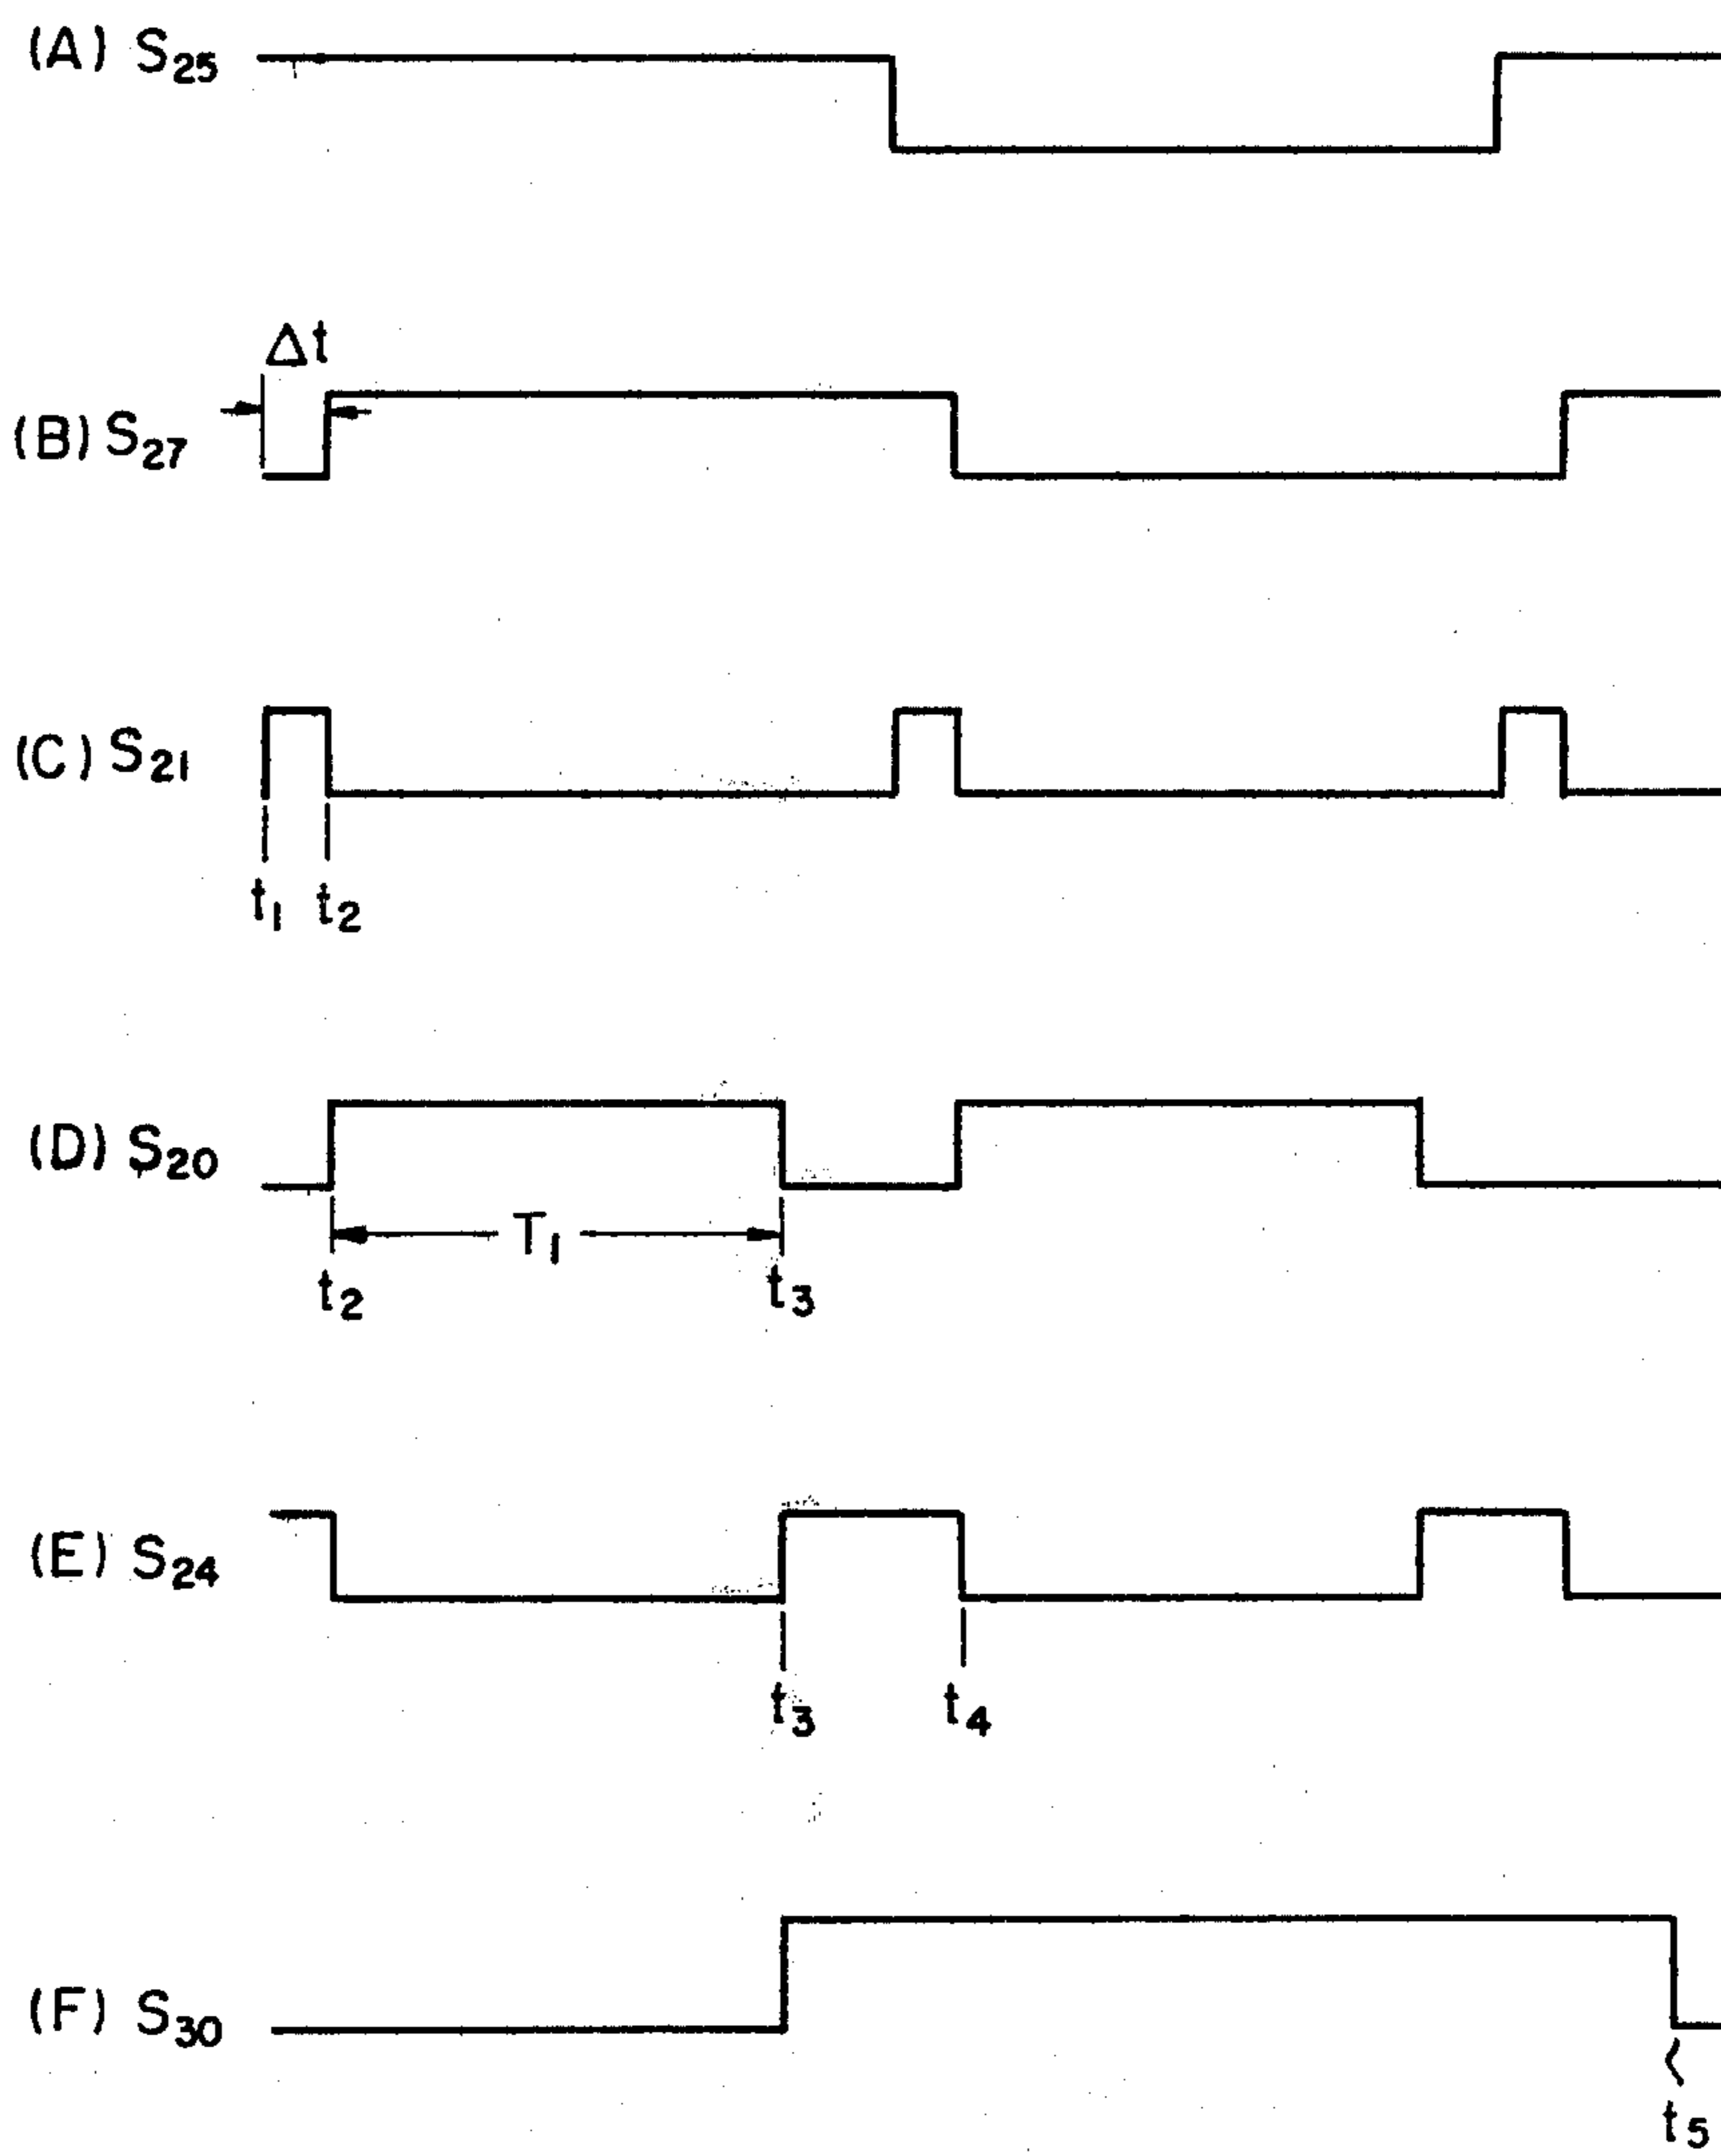 (A) S25
Δt
(B) S27
(C) S21
t1 t2
(D) S20
T1
t2 t3
(E) S24
t3 t4
(F) S30
t5